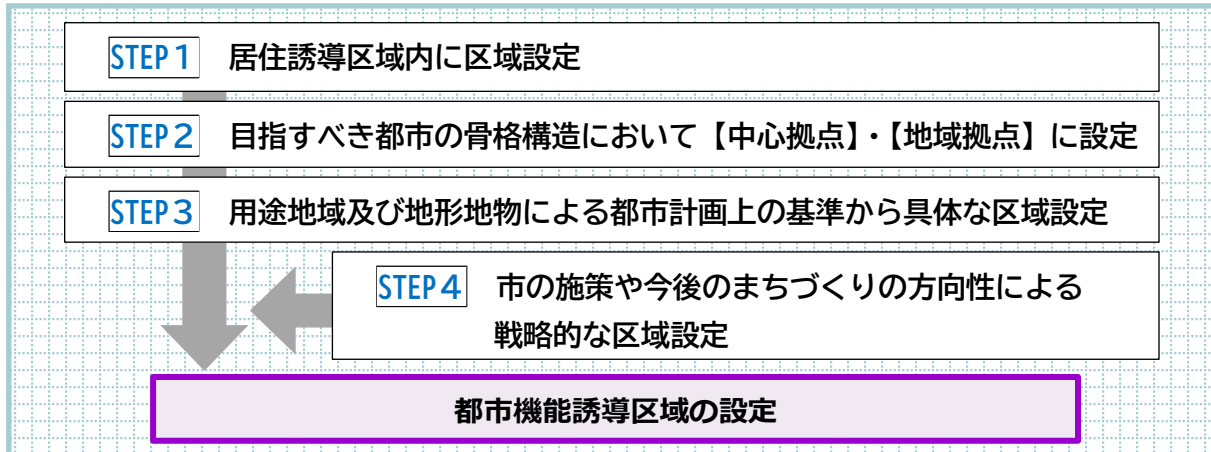 STEP1 居住誘導区域内に区域設定
STEP2 目指すべき都市の骨格構造において【中心拠点】・【地域拠点】に設定
STEP3 用途地域及び地形地物による都市計画上の基準から具体な区域設定
STEP4 市の施策や今後のまちづくりの方向性による
戦略的な区域設定
都市機能誘導区域の設定